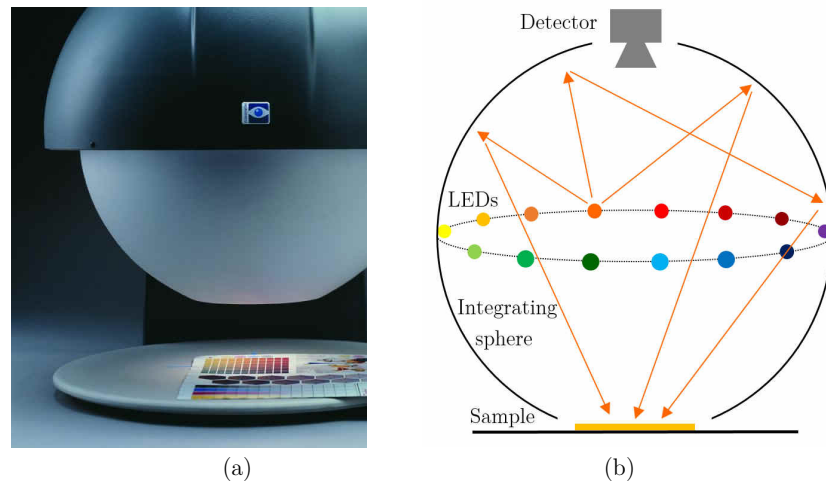 Detector
LEDs
Integrating
sphere
Sample
(a)
(b)